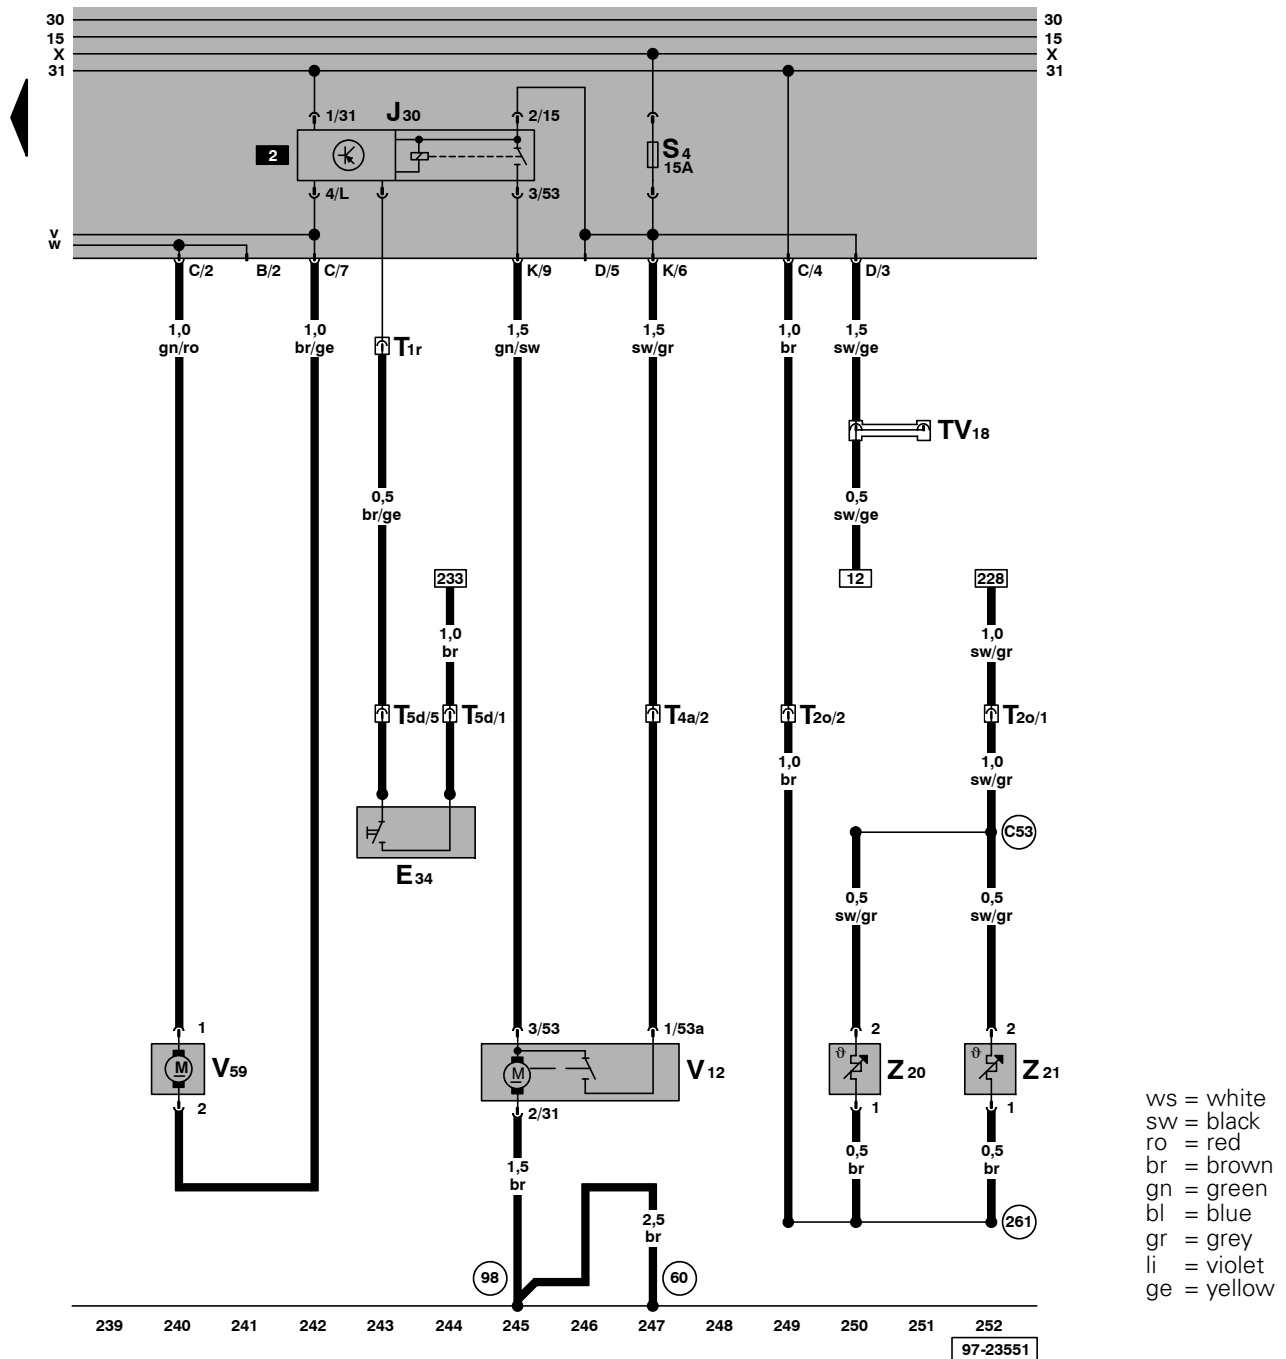 30 30
15 15
X X
31 31
1/31 J30 2/15
2
S4
15A
4/L 3/53
V
W
C/2 B/2 C/7 K/9 D/5 K/6 C/4 D/3
1,0 1,0 1,5 1,5 1,0 1,5
gn/ro br/ge gn/sw sw/gr br sw/ge
T1r
TV18
0,5 0,5
br/ge sw/ge
233 12 228
1,0 1,0
br sw/gr
T5d/5 T5d/1 T4a/2 T2o/2 T2o/1
1,0 1,0
br sw/gr
C53
E34
0,5 0,5
sw/gr sw/gr
1 3/53 1/53a 2 2
M V59 M V12 ϑ Z20 ϑ Z21
2 2/31 1 1
1,5 0,5 0,5
br br br
2,5
br
261
98 60
239 240 241 242 243 244 245 246 247 248 249 250 251 252
97-23551
ws = white
sw = black
ro = red
br = brown
gn = green
bl = blue
gr = grey
li = violet
ge = yellow